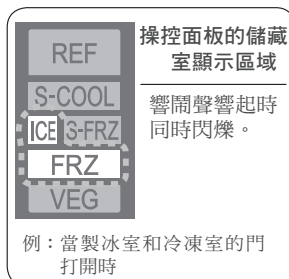 REF
S-COOL
ICE S-FRZ
FRZ
VEG
操控面板的儲藏
室顯示區域
響鬧聲響起時
同時閃爍。
例：當製冰室和冷凍室的門
打開時